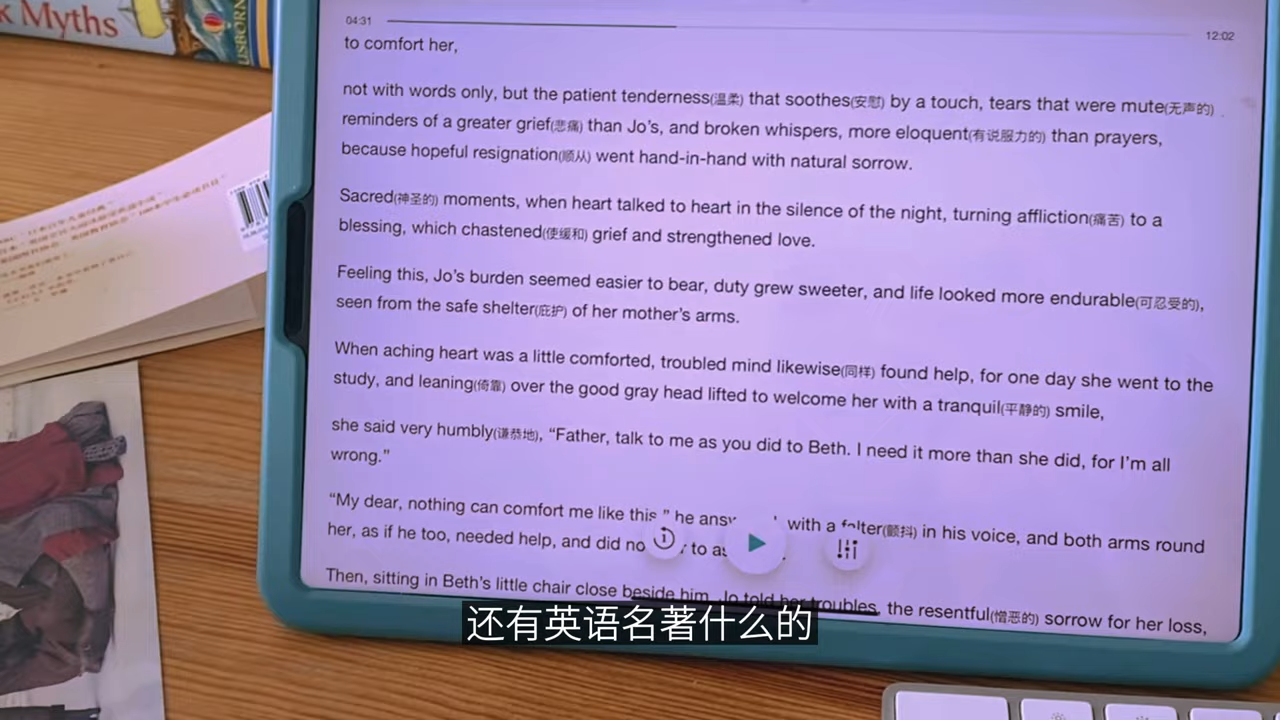 k Myths
USBORN
04:31
12:02
to comfort her,
not with words only, but the patient tenderness(温柔) that soothes(安慰) by a touch, tears that were mute(无声的)
reminders of a greater grief(悲痛) than Jo's, and broken whispers, more eloquent(有说服力的) than prayers,
because hopeful resignation(顺从) went hand-in-hand with natural sorrow.
Sacred(神圣的) moments, when heart talked to heart in the silence of the night, turning affliction(痛苦) to a
blessing, which chastened(使缓和) grief and strengthened love.
Feeling this, Jo's burden seemed easier to bear, duty grew sweeter, and life looked more endurable(可忍受的),
seen from the safe shelter(庇护) of her mother's arms.
When aching heart was a little comforted, troubled mind likewise(同样) found help, for one day she went to the
study, and leaning(倚靠) over the good gray head lifted to welcome her with a tranquil(平静的) smile,
she said very humbly(谦恭地), “Father, talk to me as you did to Beth. I need it more than she did, for I'm all
wrong.”
“My dear, nothing can comfort me like this,” he with a falter(颤抖) in his voice, and both arms round
her, as if he too, needed help, and did to
Then, sitting in Beth's little chair close beside him, Jo told her troubles, the resentful(憎恶的) sorrow for her loss,
还有英语名著什么的